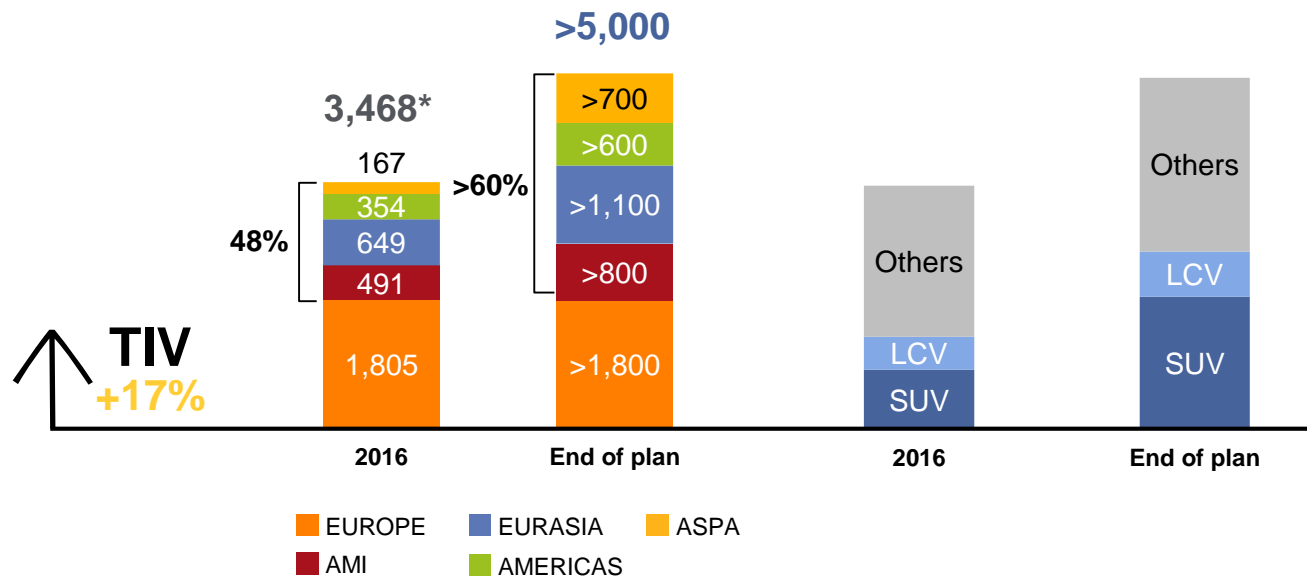 >5,000
3,468*
167
354
649
491
1,805
48%
>700
>600
>1,100
>800
>1,800
>60%
Others
LCV
SUV
Others
LCV
SUV
TIV
+17%
2016
End of plan
2016
End of plan
EUROPE
EURASIA
ASPA
AMI
AMERICAS